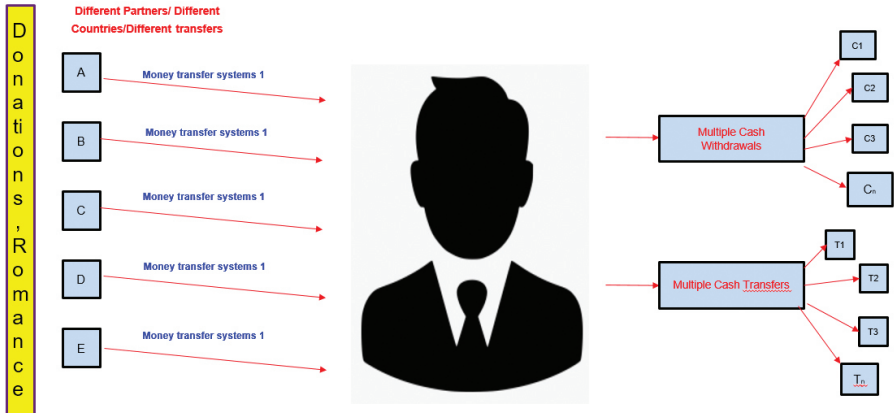 Donations,Romance
Different Partners/ Different
Countries/Different transfers
A
Money transfer systems 1
B
Money transfer systems 1
C
Money transfer systems 1
D
Money transfer systems 1
E
Money transfer systems 1
Multiple Cash
Withdrawals
C1
C2
C3
Cn
Multiple Cash Transfers
T1
T2
T3
Tn